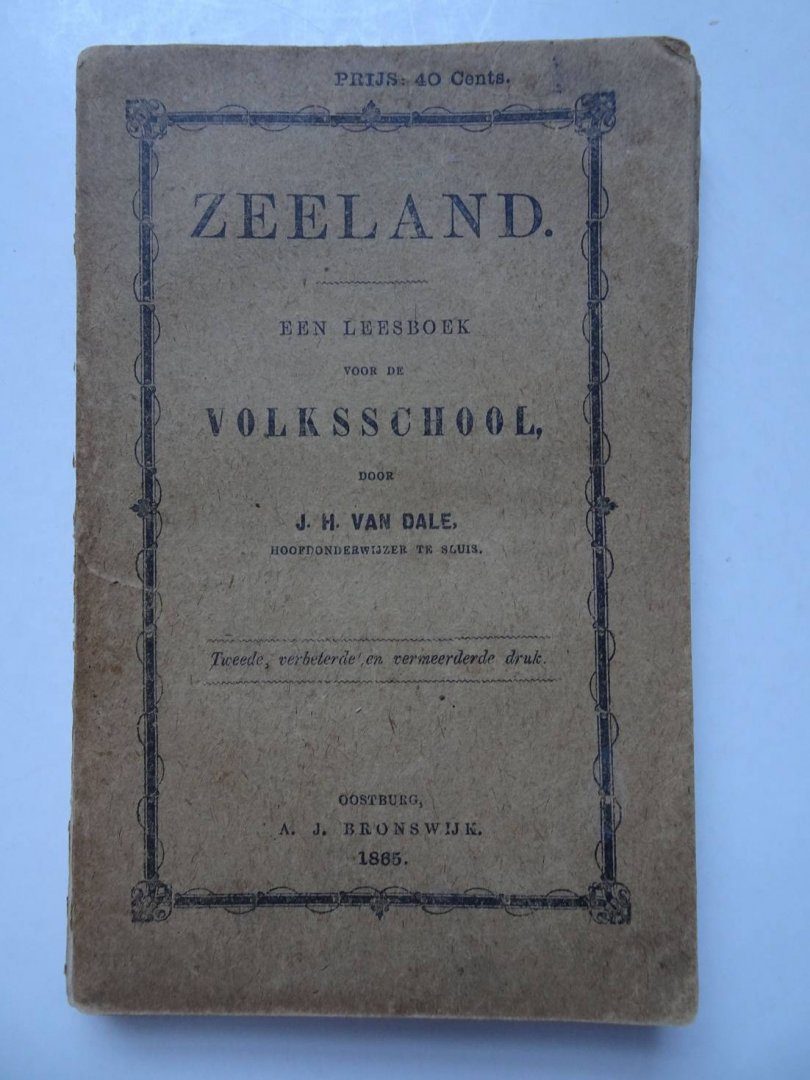 PRIJS: 40 Cents.
ZEELAND.
EEN LEESBOEK
VOOR DE
VOLKSSCHOOL,
DOOR
J. H. VAN DALE,
HOOFDONDERWIJZER TE SLUIS.
Tweede, verbeterde en vermeerderde druk.
OOSTBURG,
A. J. BRONSWIJK.
1865.